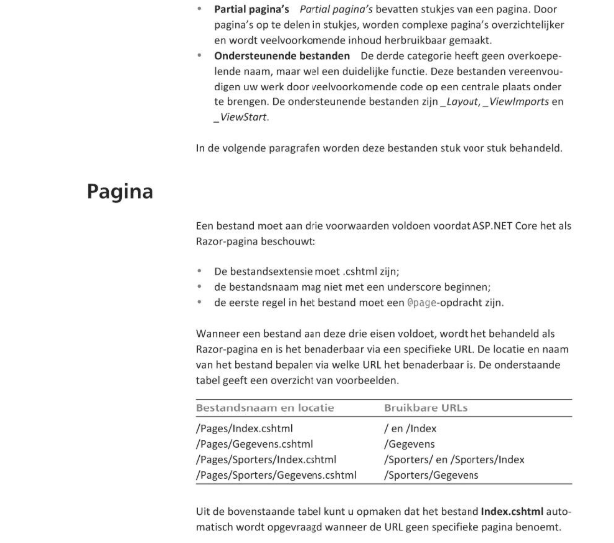 • Partial pagina's   Partial pagina's bevatten stukjes van een pagina. Door
pagina's op te delen in stukjes, worden complexe pagina's overzichtelijker
en wordt veelvoorkomende inhoud herbruikbaar gemaakt.
• Ondersteunende bestanden   De derde categorie heeft geen overkoepe-
lende naam, maar wel een duidelijke functie. Deze bestanden vereenvou-
digen uw werk door veelvoorkomende code op een centrale plaats onder
te brengen. De ondersteunende bestanden zijn _Layout, _ViewImports en
_ViewStart.
In de volgende paragrafen worden deze bestanden stuk voor stuk behandeld.
Pagina
Een bestand moet aan drie voorwaarden voldoen voordat ASP.NET Core het als
Razor-pagina beschouwt:
• De bestandsextensie moet .cshtml zijn;
• de bestandsnaam mag niet met een underscore beginnen;
• de eerste regel in het bestand moet een @page-opdracht zijn.
Wanneer een bestand aan deze drie eisen voldoet, wordt het behandeld als
Razor-pagina en is het benaderbaar via een specifieke URL. De locatie en naam
van het bestand bepalen via welke URL het benaderbaar is. De onderstaande
tabel geeft een overzicht van voorbeelden.
Bestandsnaam en locatie   Bruikbare URLs
/Pages/Index.cshtml   / en /Index
/Pages/Gegevens.cshtml   /Gegevens
/Pages/Sporters/Index.cshtml   /Sporters/ en /Sporters/Index
/Pages/Sporters/Gegevens.cshtml   /Sporters/Gegevens
Uit de bovenstaande tabel kunt u opmaken dat het bestand Index.cshtml auto-
matisch wordt opgevraagd wanneer de URL geen specifieke pagina benoemt.